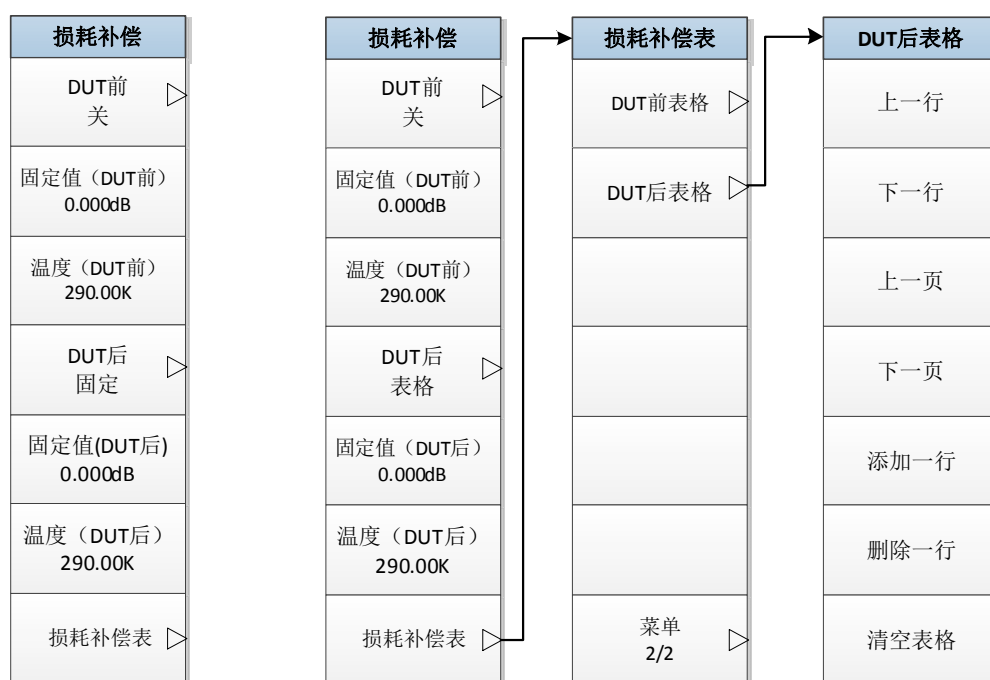 损耗补偿
DUT前
关
固定值（DUT前）
0.000dB
温度（DUT前）
290.00K
DUT后
固定
固定值(DUT后)
0.000dB
温度（DUT后）
290.00K
损耗补偿表
损耗补偿
DUT前
关
固定值（DUT前）
0.000dB
温度（DUT前）
290.00K
DUT后
表格
固定值（DUT后）
0.000dB
温度（DUT后）
290.00K
损耗补偿表
损耗补偿表
DUT前表格
DUT后表格
菜单
2/2
DUT后表格
上一行
下一行
上一页
下一页
添加一行
删除一行
清空表格